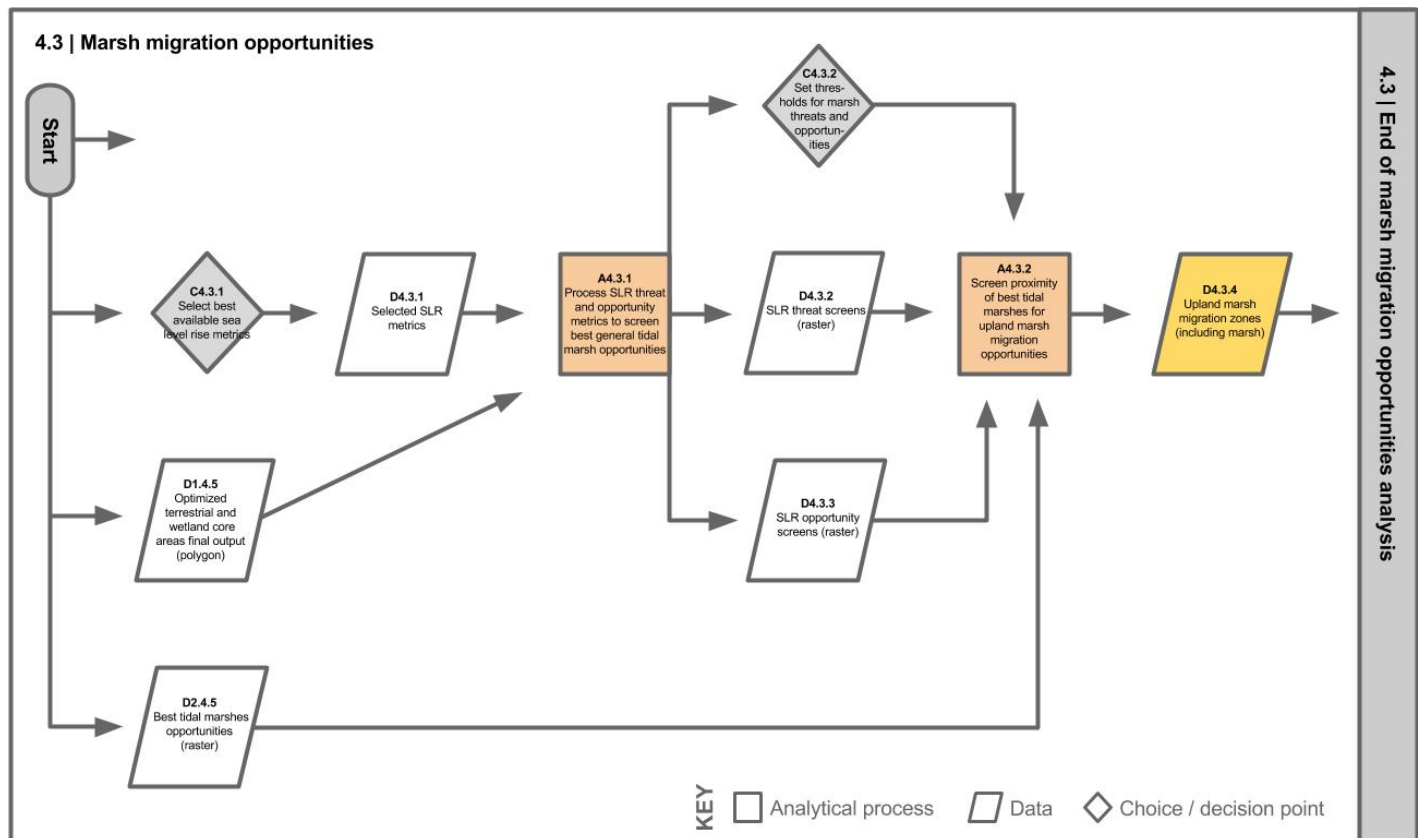 4.3 | Marsh migration opportunities
Start
C4.3.2
Set thres-
holds for marsh
threats and
opportun-
ities
C4.3.1
Select best
available sea
level rise metrics
D4.3.1
Selected SLR
metrics
A4.3.1
Process SLR threat
and opportunity
metrics to screen
best general tidal
marsh opportunities
D4.3.2
SLR threat screens
(raster)
A4.3.2
Screen proximity
of best tidal
marshes for
upland marsh
migration
opportunities
D4.3.4
Upland marsh
migration zones
(including marsh)
D1.4.5
Optimized
terrestrial and
wetland core
areas final output
(polygon)
D4.3.3
SLR opportunity
screens (raster)
D2.4.5
Best tidal marshes
opportunities
(raster)
KEY
Analytical process
Data
Choice / decision point
4.3 | End of marsh migration opportunities analysis